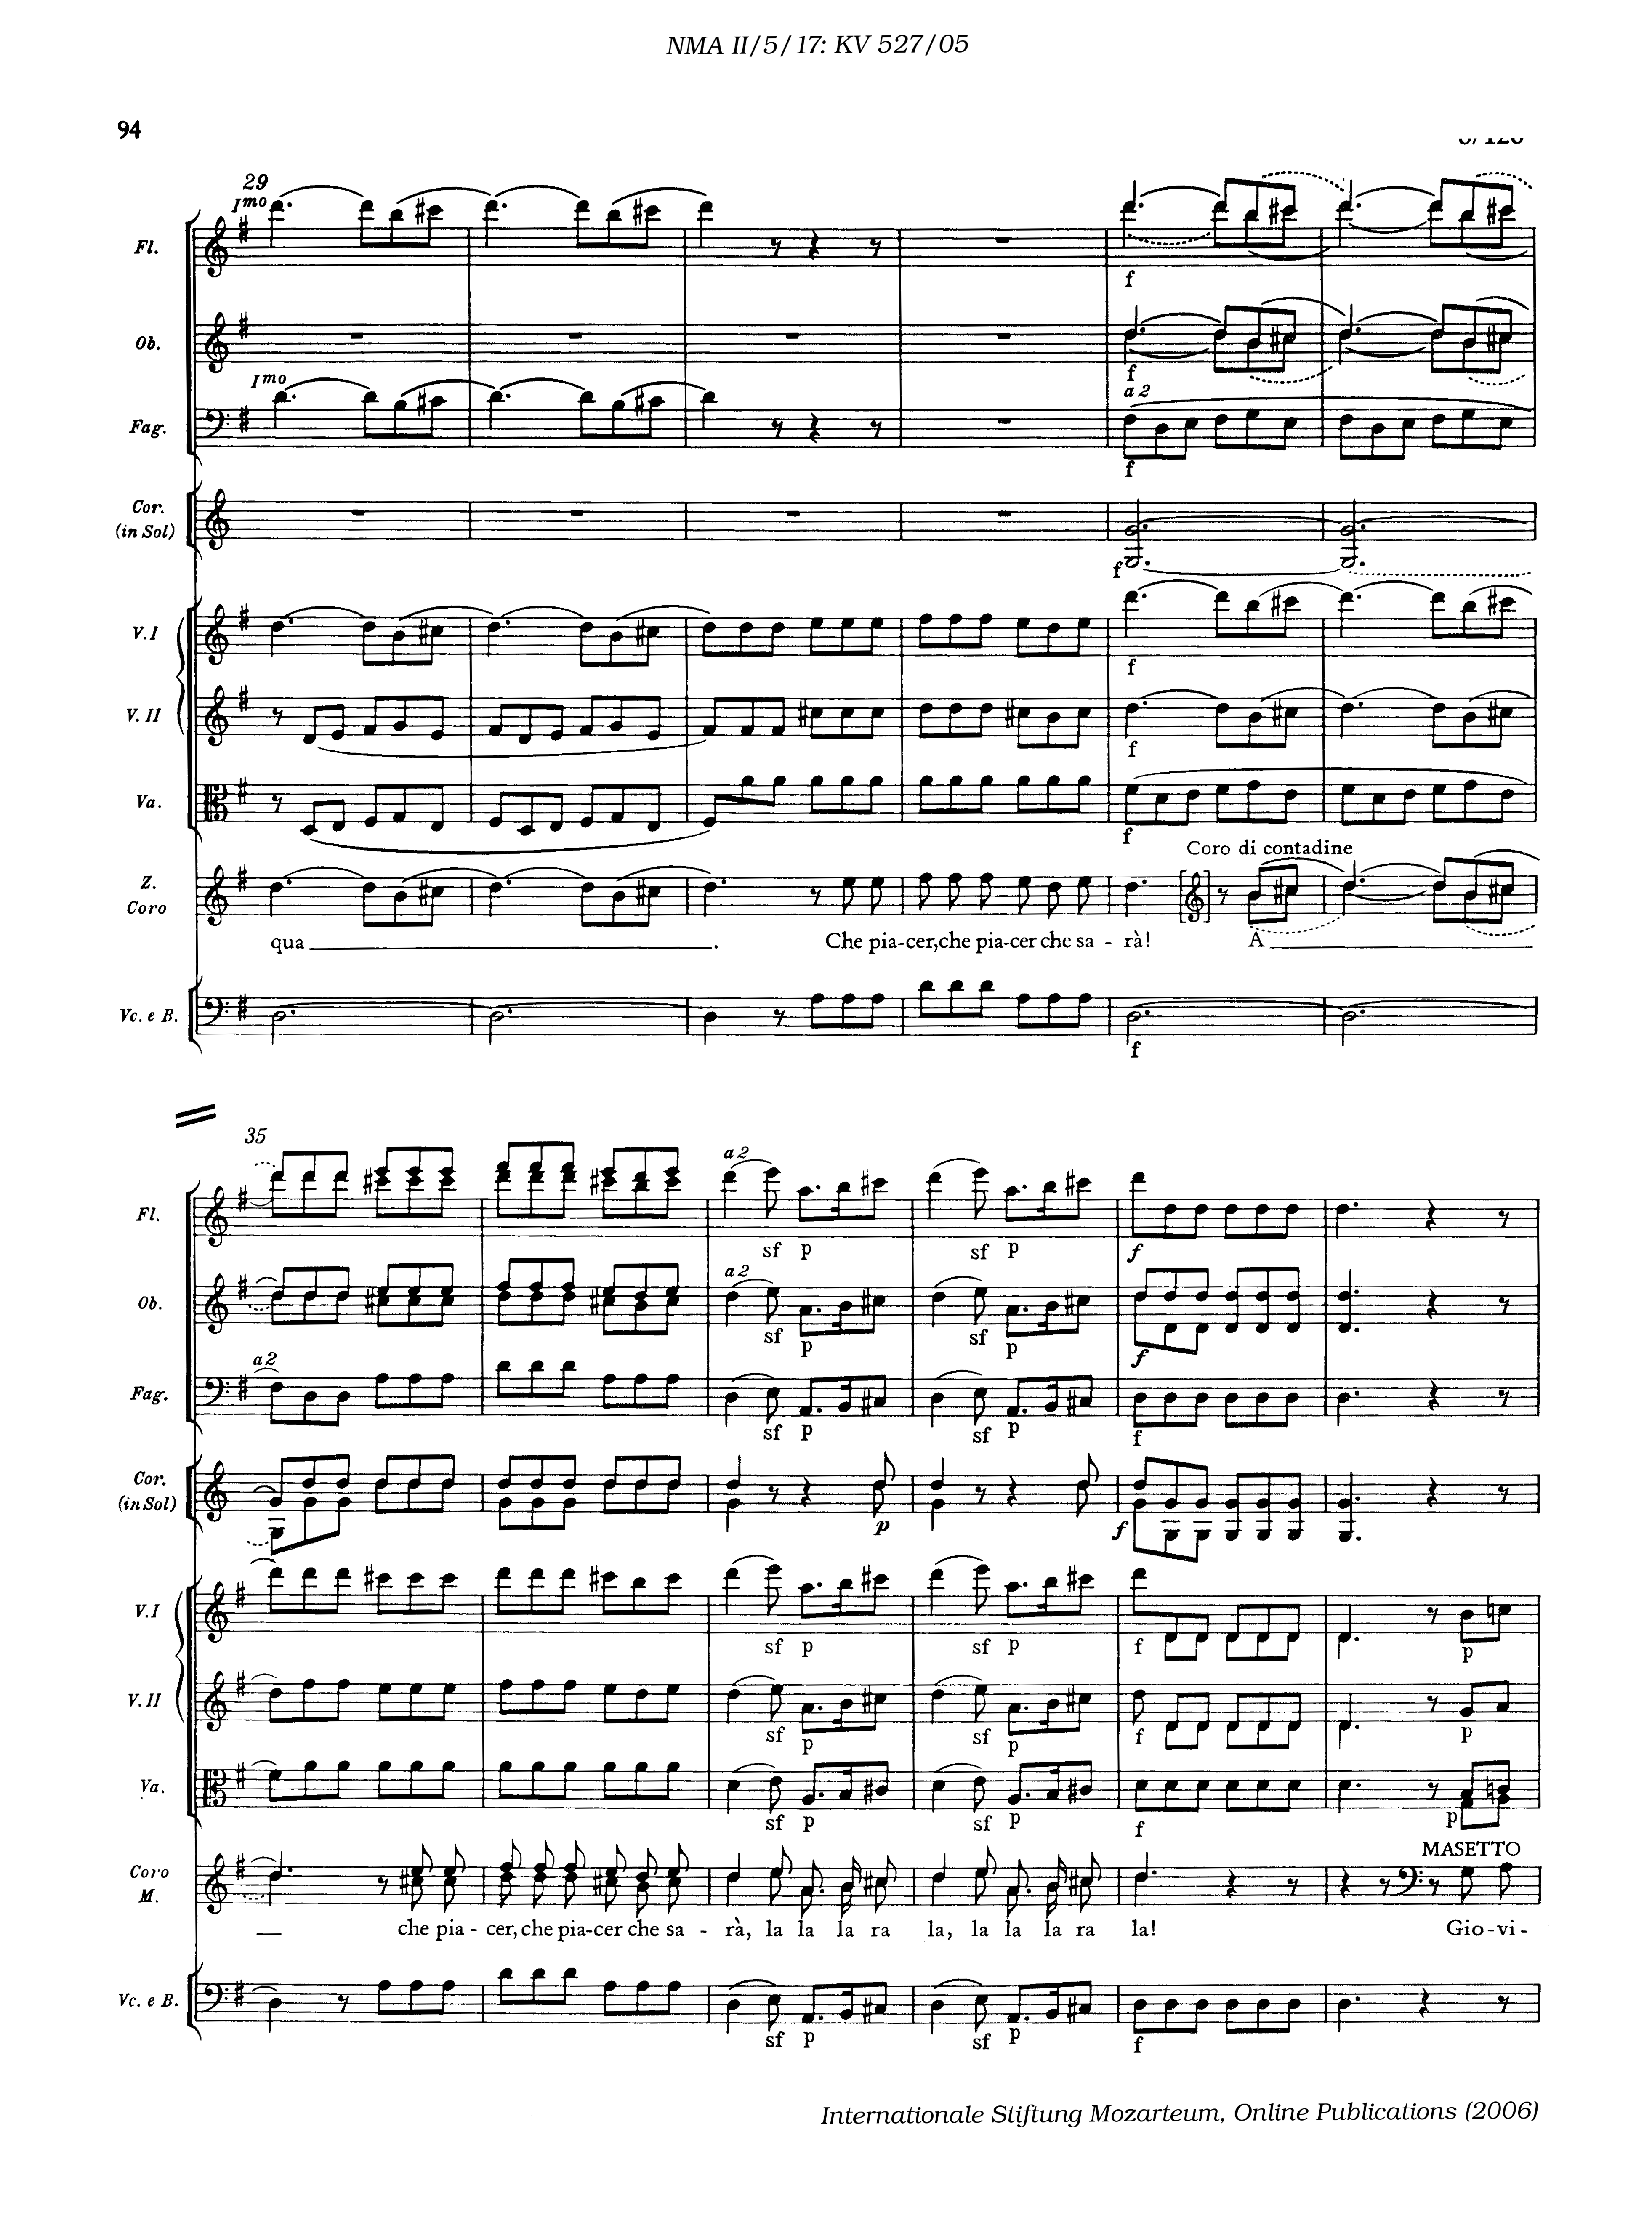 NMA II/5/17: KV 527/05
94
29
Imo
Fl.
f
Ob.
f
Imo
a 2
Fag.
f
Cor.
(in Sol)
f
V. I
f
V. II
f
Va.
f
Coro di contadine
Z.
Coro
qua . Che pia-cer, che pia-cer che sa - rà! A
Vc. e B.
f
35
a 2
Fl.
sf p sf p f
a 2
Ob.
sf p sf p f
a 2
Fag.
sf p sf p f
Cor.
(in Sol)
p f
V. I
sf p sf p f p
V. II
sf p sf p f p
Va.
sf p sf p f p
MASETTO
Coro
M.
che pia - cer, che pia-cer che sa - rà, la la la ra la, la la la ra la! Gio-vi-
Vc. e B.
sf p sf p f
Internationale Stiftung Mozarteum, Online Publications (2006)